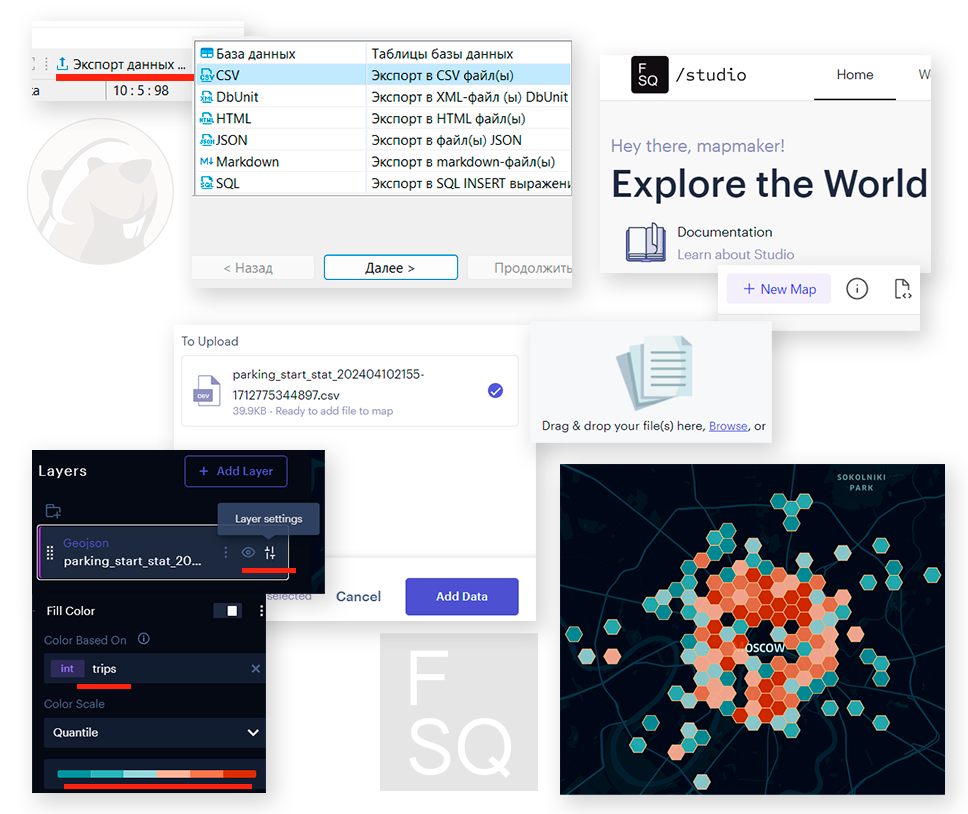 Экспорт данных ...
ка
10 : 5 : 98
База данных Таблицы базы данных
CSV Экспорт в CSV файл(ы)
DbUnit Экспорт в XML-файл (ы) DbUnit
HTML Экспорт в HTML файл(ы)
JSON Экспорт в файл(ы) JSON
Markdown Экспорт в markdown-файл(ы)
SQL Экспорт в SQL INSERT выражени
< Назад
Далее >
Продолжить
F
SQ
/studio
Home
W
Hey there, mapmaker!
Explore the World
Documentation
Learn about Studio
+ New Map
To Upload
CSV
parking_start_stat_202404102155-
1712775344897.csv
39.9KB - Ready to add file to map
Drag & drop your file(s) here, Browse, or
selected
Cancel
Add Data
Layers
+ Add Layer
Layer settings
Geojson
parking_start_stat_20...
Fill Color
Color Based On
int trips
Color Scale
Quantile
F
SQ
SOKOLNIKI
PARK
OSCOW